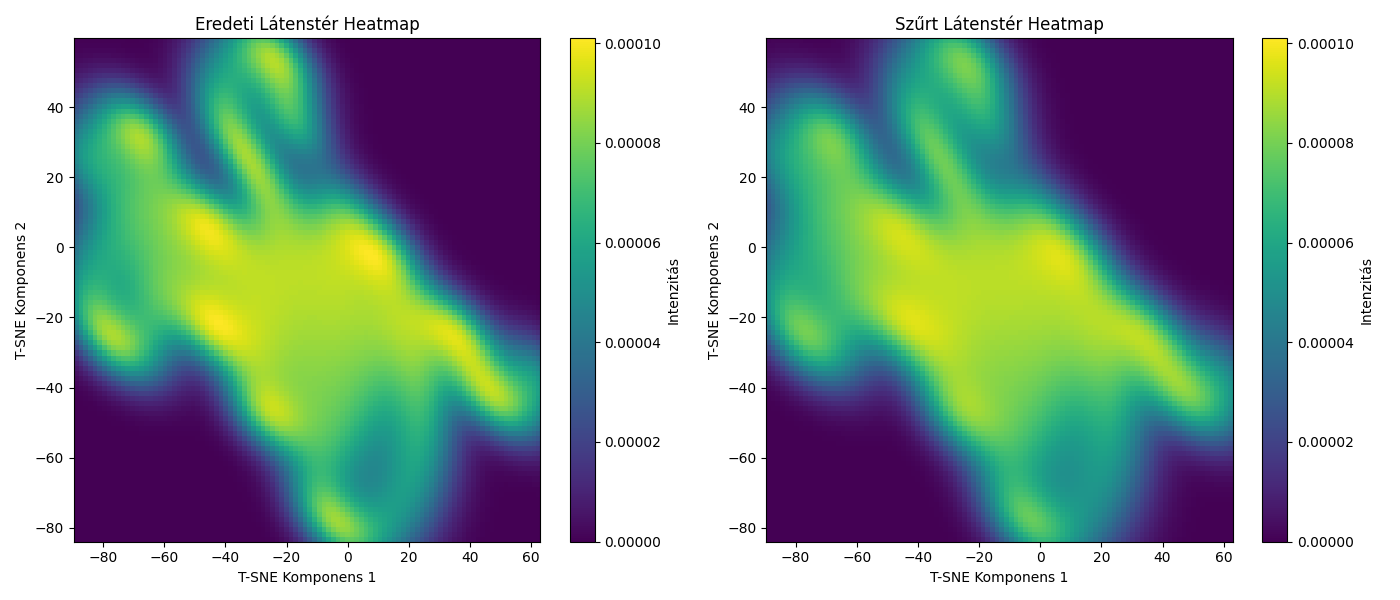 Eredeti Látenstér Heatmap
40
20
0
−20
−40
−60
−80
T-SNE Komponens 2
−80 −60 −40 −20 0 20 40 60
T-SNE Komponens 1
0.00010
0.00008
0.00006
0.00004
0.00002
0.00000
Intenzitás
Szűrt Látenstér Heatmap
40
20
0
−20
−40
−60
−80
T-SNE Komponens 2
−80 −60 −40 −20 0 20 40 60
T-SNE Komponens 1
0.00010
0.00008
0.00006
0.00004
0.00002
0.00000
Intenzitás